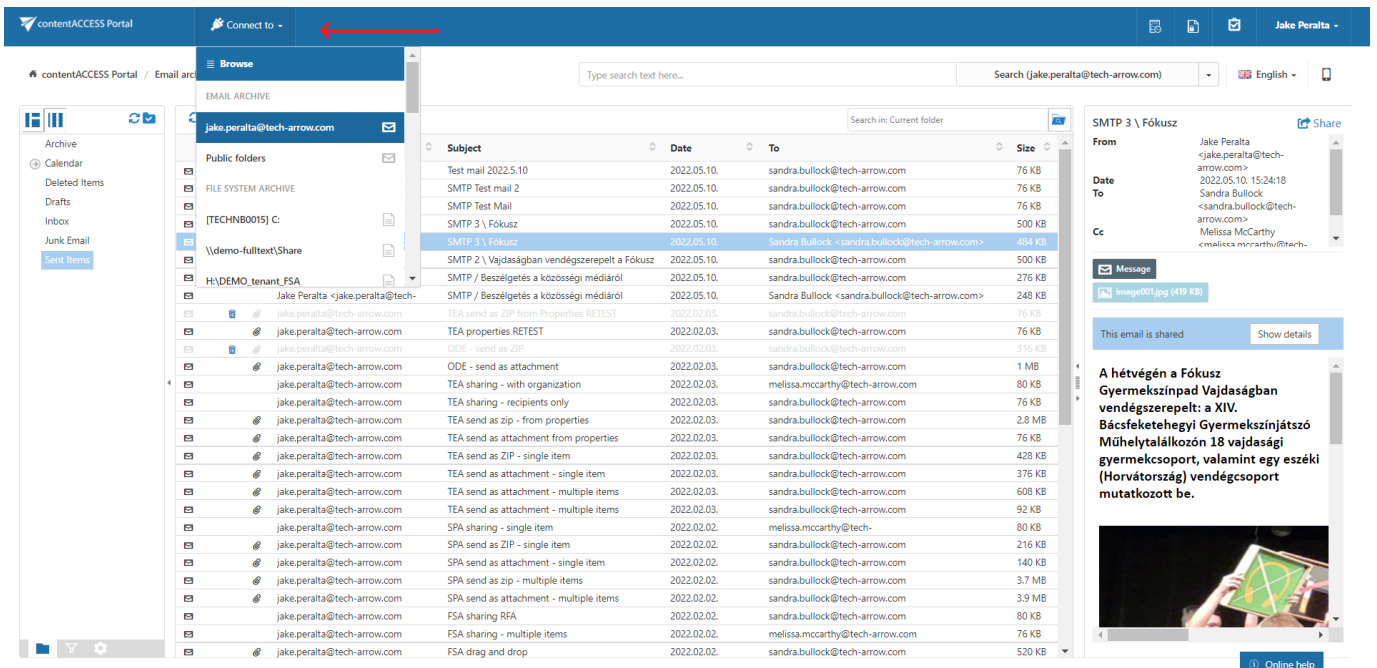 contentACCESS Portal
Connect to
Jake Peralta
contentACCESS Portal / Email arc
Type search text here...
Search (jake.peralta@tech-arrow.com)
English
Browse
EMAIL ARCHIVE
jake.peralta@tech-arrow.com
Public folders
FILE SYSTEM ARCHIVE
[TECHNB0015] C:
\\demo-fulltext\Share
H:\DEMO_tenant_FSA
Archive
Calendar
Deleted Items
Drafts
Inbox
Junk Email
Sent Items
Search in: Current folder
Subject Date To Size
Test mail 2022.5.10 2022.05.10. sandra.bullock@tech-arrow.com 76 KB
SMTP Test mail 2 2022.05.10. sandra.bullock@tech-arrow.com 76 KB
SMTP Test Mail 2022.05.10. sandra.bullock@tech-arrow.com 76 KB
SMTP 3 \ Fókusz 2022.05.10. sandra.bullock@tech-arrow.com 500 KB
SMTP 3 \ Fókusz 2022.05.10. Sandra Bullock <sandra.bullock@tech-arrow.com> 484 KB
SMTP 2 \ Vajdaságban vendégszerepelt a Fókusz 2022.05.10. sandra.bullock@tech-arrow.com 500 KB
SMTP / Beszélgetés a közösségi médiáról 2022.05.10. sandra.bullock@tech-arrow.com 276 KB
Jake Peralta <jake.peralta@tech- SMTP / Beszélgetés a közösségi médiáról 2022.05.10. Sandra Bullock <sandra.bullock@tech-arrow.com> 248 KB
jake.peralta@tech-arrow.com TEA send as ZIP from Properties RETEST 2022.02.03. sandra.bullock@tech-arrow.com 76 KB
jake.peralta@tech-arrow.com TEA properties RETEST 2022.02.03. sandra.bullock@tech-arrow.com 76 KB
jake.peralta@tech-arrow.com ODE - send as ZIP 2022.02.03. sandra.bullock@tech-arrow.com 316 KB
jake.peralta@tech-arrow.com ODE - send as attachment 2022.02.03. sandra.bullock@tech-arrow.com 1 MB
jake.peralta@tech-arrow.com TEA sharing - with organization 2022.02.03. melissa.mccarthy@tech-arrow.com 80 KB
jake.peralta@tech-arrow.com TEA sharing - recipients only 2022.02.03. sandra.bullock@tech-arrow.com 76 KB
jake.peralta@tech-arrow.com TEA send as zip - from properties 2022.02.03. sandra.bullock@tech-arrow.com 2.8 MB
jake.peralta@tech-arrow.com TEA send as attachment from properties 2022.02.03. sandra.bullock@tech-arrow.com 76 KB
jake.peralta@tech-arrow.com TEA send as ZIP - single item 2022.02.03. sandra.bullock@tech-arrow.com 428 KB
jake.peralta@tech-arrow.com TEA send as attachment - single item 2022.02.03. sandra.bullock@tech-arrow.com 376 KB
jake.peralta@tech-arrow.com TEA send as attachment - multiple items 2022.02.03. sandra.bullock@tech-arrow.com 608 KB
jake.peralta@tech-arrow.com TEA send as attachment - multiple items 2022.02.03. sandra.bullock@tech-arrow.com 92 KB
jake.peralta@tech-arrow.com SPA sharing - single item 2022.02.02. melissa.mccarthy@tech- 80 KB
jake.peralta@tech-arrow.com SPA send as ZIP - single item 2022.02.02. sandra.bullock@tech-arrow.com 216 KB
jake.peralta@tech-arrow.com SPA send as attachment - single item 2022.02.02. sandra.bullock@tech-arrow.com 140 KB
jake.peralta@tech-arrow.com SPA send as zip - multiple items 2022.02.02. sandra.bullock@tech-arrow.com 3.7 MB
jake.peralta@tech-arrow.com SPA send as attachment - multiple items 2022.02.02. sandra.bullock@tech-arrow.com 3.9 MB
jake.peralta@tech-arrow.com FSA sharing RFA 2022.02.02. sandra.bullock@tech-arrow.com 80 KB
jake.peralta@tech-arrow.com FSA sharing - multiple items 2022.02.02. melissa.mccarthy@tech-arrow.com 76 KB
jake.peralta@tech-arrow.com FSA drag and drop 2022.02.02. sandra.bullock@tech-arrow.com 520 KB
SMTP 3 \ Fókusz Share
From Jake Peralta
<jake.peralta@tech-
arrow.com>
Date 2022.05.10. 15:24:18
To Sandra Bullock
<sandra.bullock@tech-
arrow.com>
Cc Melissa McCarthy
<melissa.mccarthy@tech-
Message
image001.jpg (419 KB)
This email is shared Show details
A hétvégén a Fókusz
Gyermekszínpad Vajdaságban
vendégszerepelt: a XIV.
Bácsfeketehegyi Gyermekszínjátszó
Műhelytalálkozón 18 vajdasági
gyermekcsoport, valamint egy eszéki
(Horvátország) vendégcsoport
mutatkozott be.
Online help